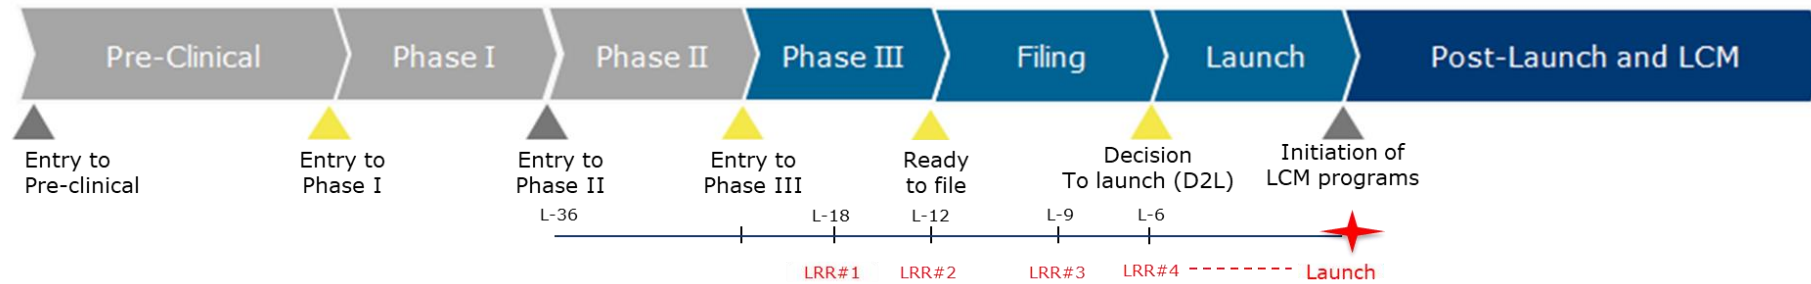 Pre-Clinical
Phase I
Phase II
Phase III
Filing
Launch
Post-Launch and LCM
Entry to
Pre-clinical
Entry to
Phase I
Entry to
Phase II
Entry to
Phase III
Ready
to file
Decision
To launch (D2L)
Initiation of
LCM programs
L-36
L-18
L-12
L-9
L-6
LRR#1
LRR#2
LRR#3
LRR#4
Launch